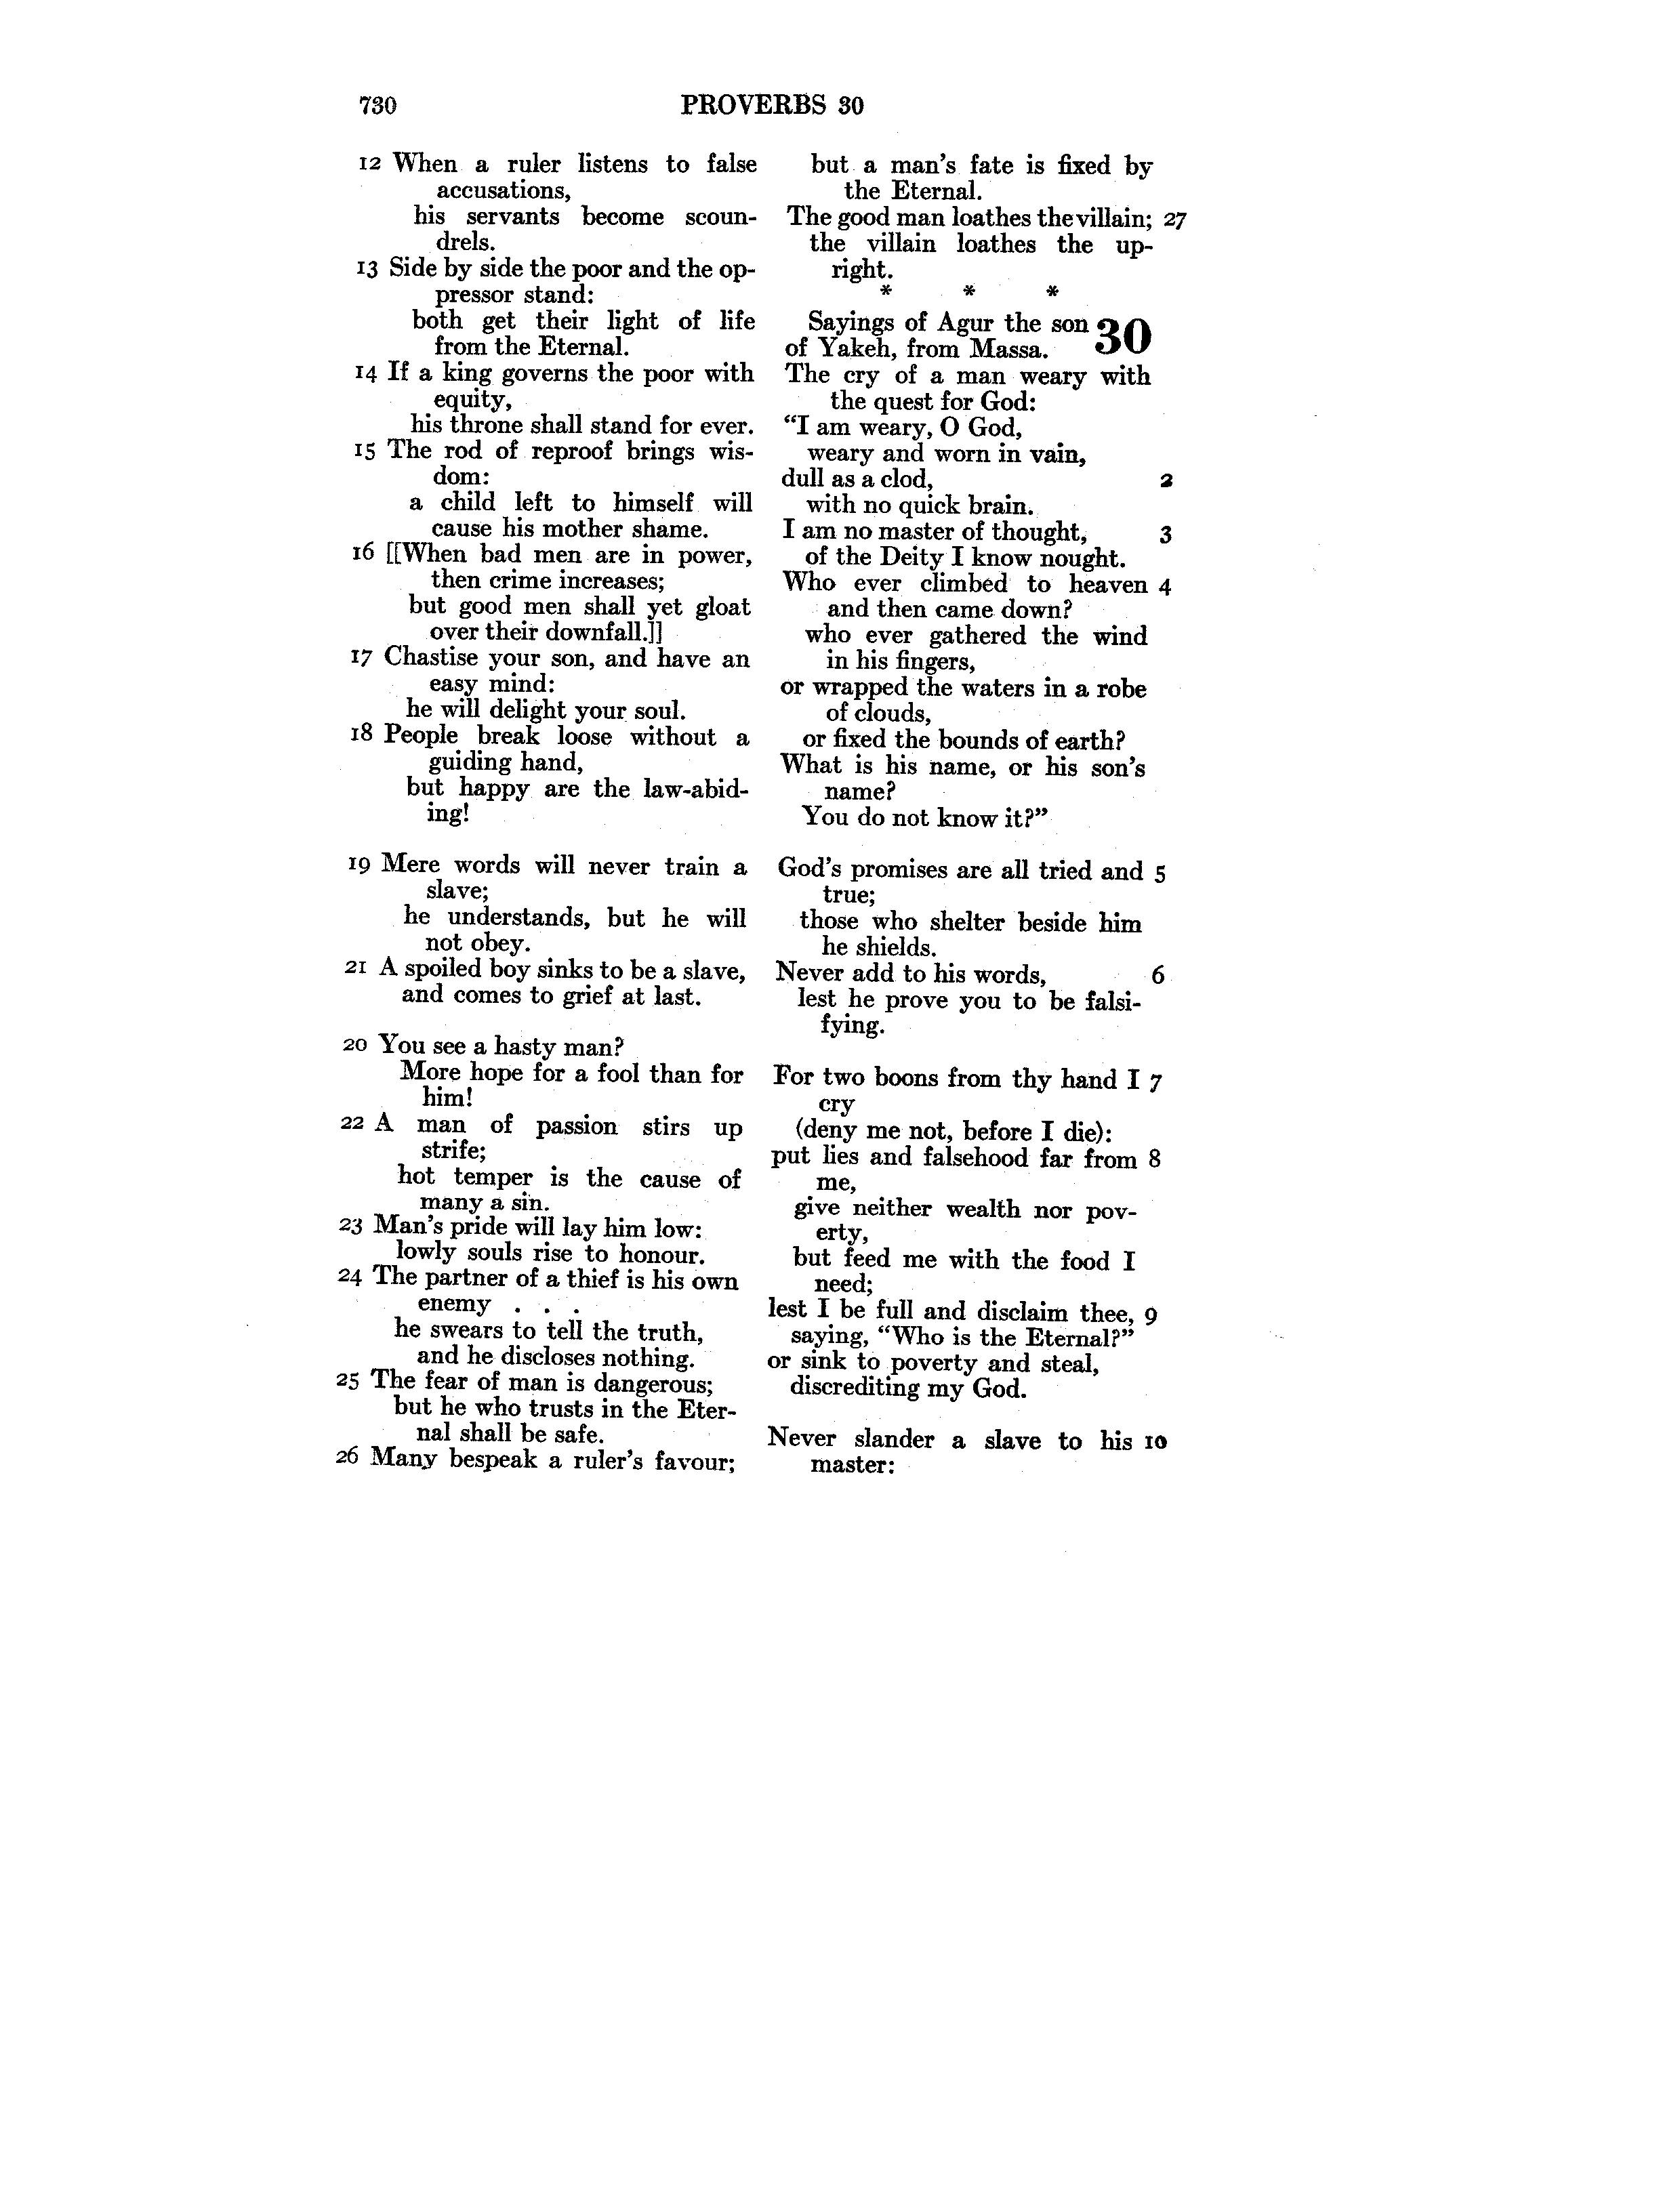 730
PROVERBS 30
12 When a ruler listens to false
accusations,
his servants become scoun-
drels.
13 Side by side the poor and the op-
pressor stand:
both get their light of life
from the Eternal.
14 If a king governs the poor with
equity,
his throne shall stand for ever.
15 The rod of reproof brings wis-
dom:
a child left to himself will
cause his mother shame.
16 [[When bad men are in power,
then crime increases;
but good men shall yet gloat
over their downfall.]]
17 Chastise your son, and have an
easy mind:
he will delight your soul.
18 People break loose without a
guiding hand,
but happy are the law-abid-
ing!
19 Mere words will never train a
slave;
he understands, but he will
not obey.
21 A spoiled boy sinks to be a slave,
and comes to grief at last.
20 You see a hasty man?
More hope for a fool than for
him!
22 A man of passion stirs up
strife;
hot temper is the cause of
many a sin.
23 Man's pride will lay him low:
lowly souls rise to honour.
24 The partner of a thief is his own
enemy . . .
he swears to tell the truth,
and he discloses nothing.
25 The fear of man is dangerous;
but he who trusts in the Eter-
nal shall be safe.
26 Many bespeak a ruler's favour;
but a man's fate is fixed by
the Eternal.
The good man loathes the villain; 27
the villain loathes the up-
right.
* * *
Sayings of Agur the son 30
of Yakeh, from Massa.
The cry of a man weary with
the quest for God:
“I am weary, O God,
weary and worn in vain,
dull as a clod, 2
with no quick brain.
I am no master of thought, 3
of the Deity I know nought.
Who ever climbed to heaven 4
and then came down?
who ever gathered the wind
in his fingers,
or wrapped the waters in a robe
of clouds,
or fixed the bounds of earth?
What is his name, or his son's
name?
You do not know it?”
God's promises are all tried and 5
true;
those who shelter beside him
he shields.
Never add to his words, 6
lest he prove you to be falsi-
fying.
For two boons from thy hand I 7
cry
(deny me not, before I die):
put lies and falsehood far from 8
me,
give neither wealth nor pov-
erty,
but feed me with the food I
need;
lest I be full and disclaim thee, 9
saying, “Who is the Eternal?”
or sink to poverty and steal,
discrediting my God.
Never slander a slave to his 10
master: